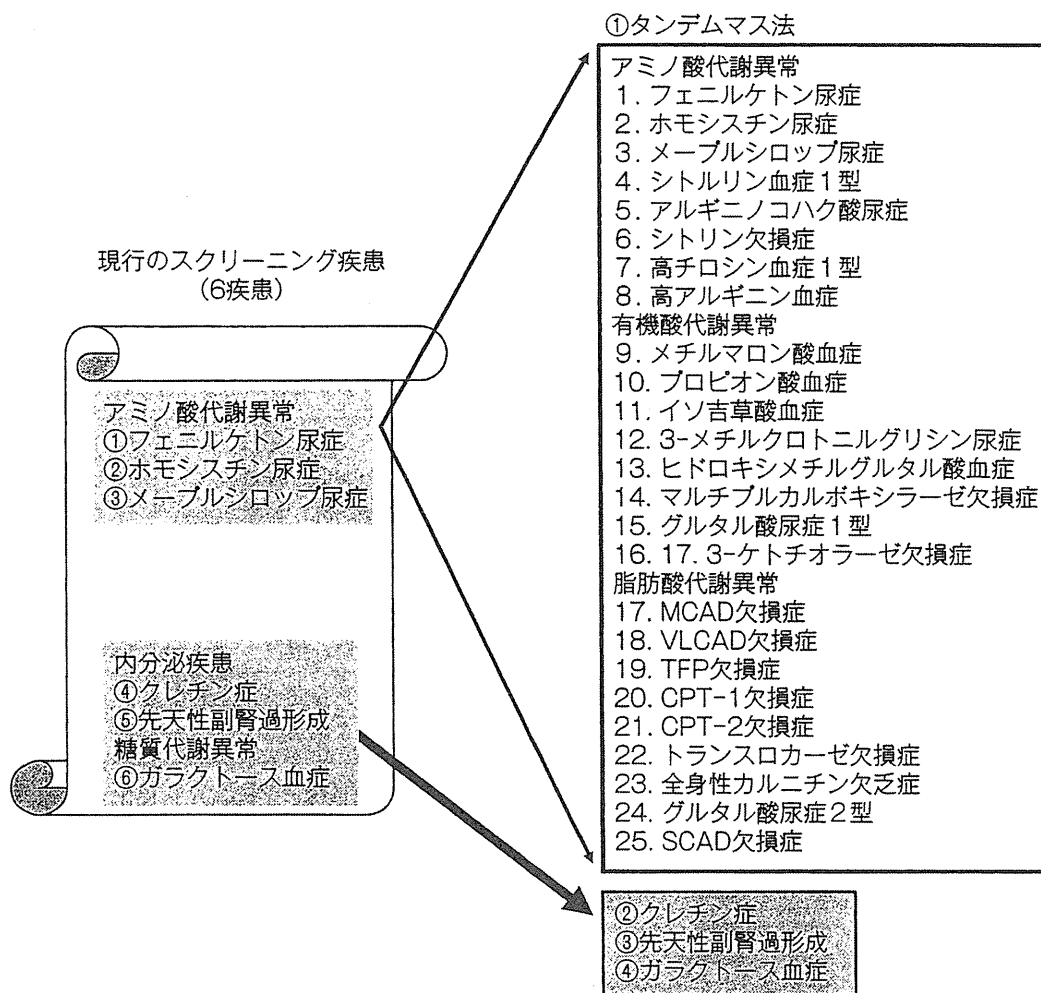 現行のスクリーニング疾患
(6疾患)
アミノ酸代謝異常
①フェニルケトン尿症
②ホモシスチン尿症
③メープルシロップ尿症
内分泌疾患
④クレチン症
⑤先天性副腎過形成
糖質代謝異常
⑥ガラクトース血症
①タンデムマス法
アミノ酸代謝異常
1. フェニルケトン尿症
2. ホモシスチン尿症
3. メープルシロップ尿症
4. シトルリン血症1型
5. アルギニノコハク酸尿症
6. シトリン欠損症
7. 高チロシン血症1型
8. 高アルギニン血症
有機酸代謝異常
9. メチルマロン酸血症
10. プロピオン酸血症
11. イソ吉草酸血症
12. 3-メチルクロトニルグリシン尿症
13. ヒドロキシメチルグルタル酸血症
14. マルチプルカルボキシラーゼ欠損症
15. グルタル酸尿症1型
16. 17. 3-ケトチオラーゼ欠損症
脂肪酸代謝異常
17. MCAD欠損症
18. VLCAD欠損症
19. TFP欠損症
20. CPT-1欠損症
21. CPT-2欠損症
22. トランスロカーゼ欠損症
23. 全身性カルニチン欠乏症
24. グルタル酸尿症2型
25. SCAD欠損症
②クレチン症
③先天性副腎過形成
④ガラクトース血症